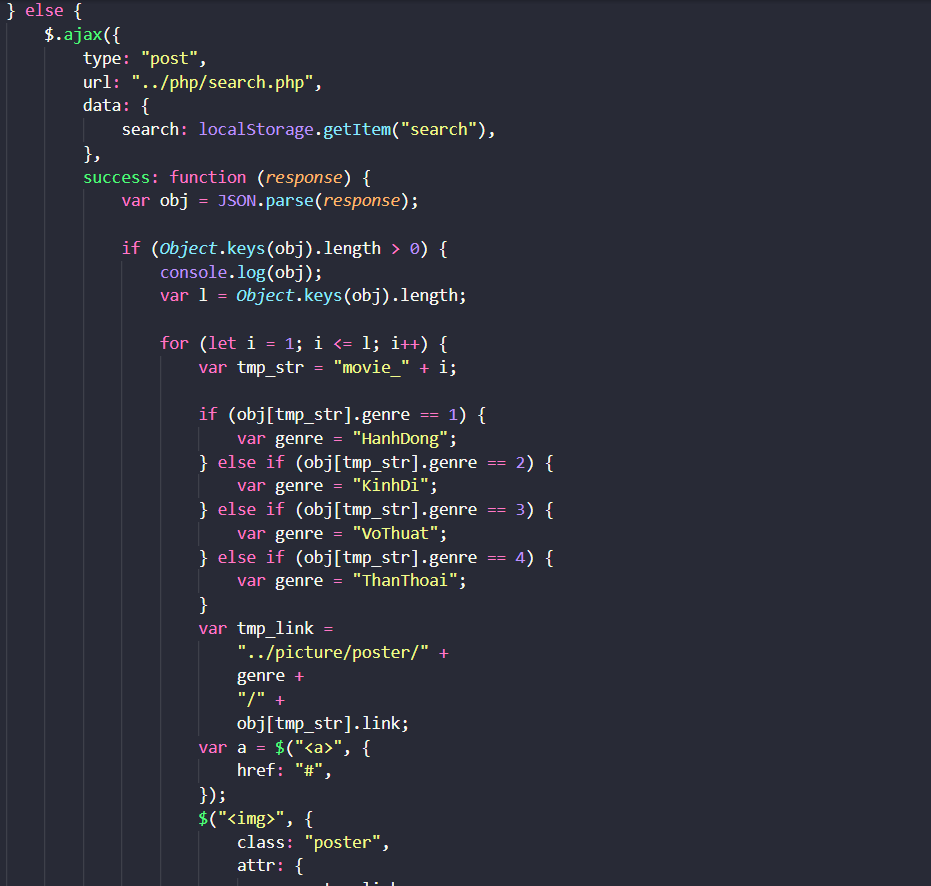 } else {
$.ajax({
type: "post",
url: "../php/search.php",
data: {
search: localStorage.getItem("search"),
},
success: function (response) {
var obj = JSON.parse(response);
if (Object.keys(obj).length > 0) {
console.log(obj);
var l = Object.keys(obj).length;
for (let i = 1; i <= l; i++) {
var tmp_str = "movie_" + i;
if (obj[tmp_str].genre == 1) {
var genre = "HanhDong";
} else if (obj[tmp_str].genre == 2) {
var genre = "KinhDi";
} else if (obj[tmp_str].genre == 3) {
var genre = "VoThuat";
} else if (obj[tmp_str].genre == 4) {
var genre = "ThanThoai";
}
var tmp_link =
"../picture/poster/" +
genre +
"/" +
obj[tmp_str].link;
var a = $("<a>", {
href: "#",
});
$("<img>", {
class: "poster",
attr: {